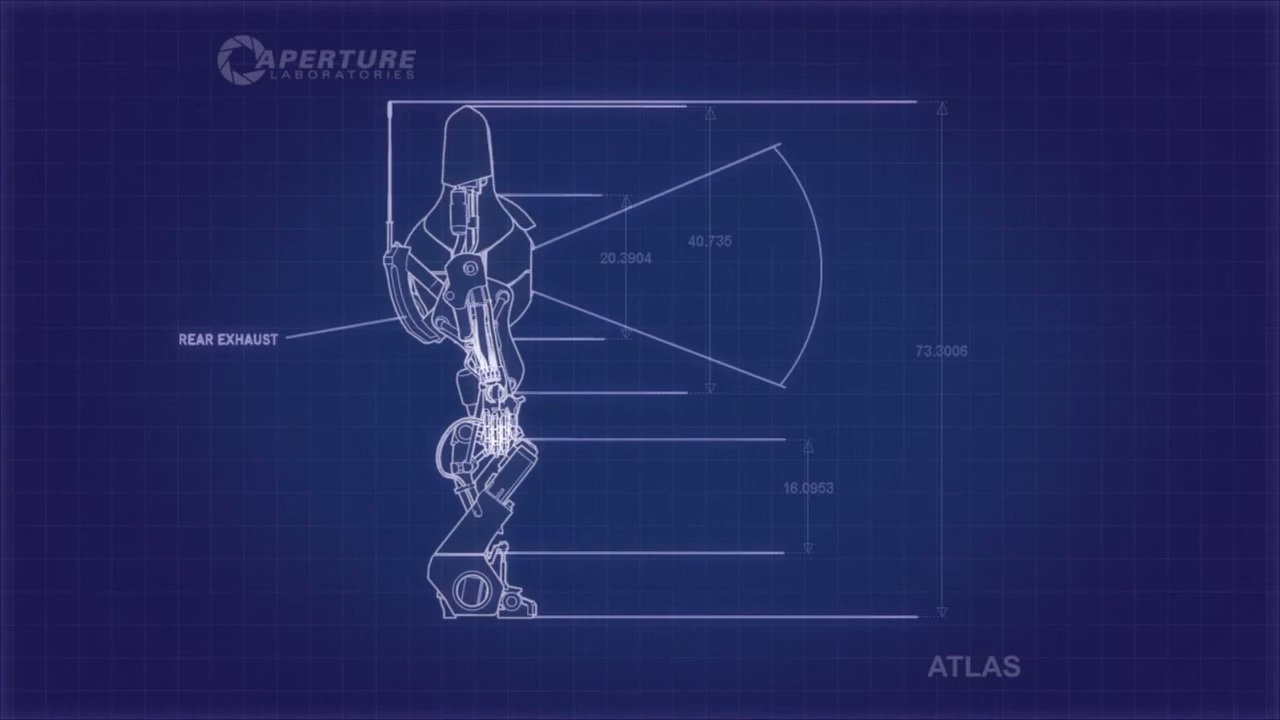 APERTURE
LABORATORIES
40.735
20.3904
REAR EXHAUST
73.3006
16.0953
ATLAS